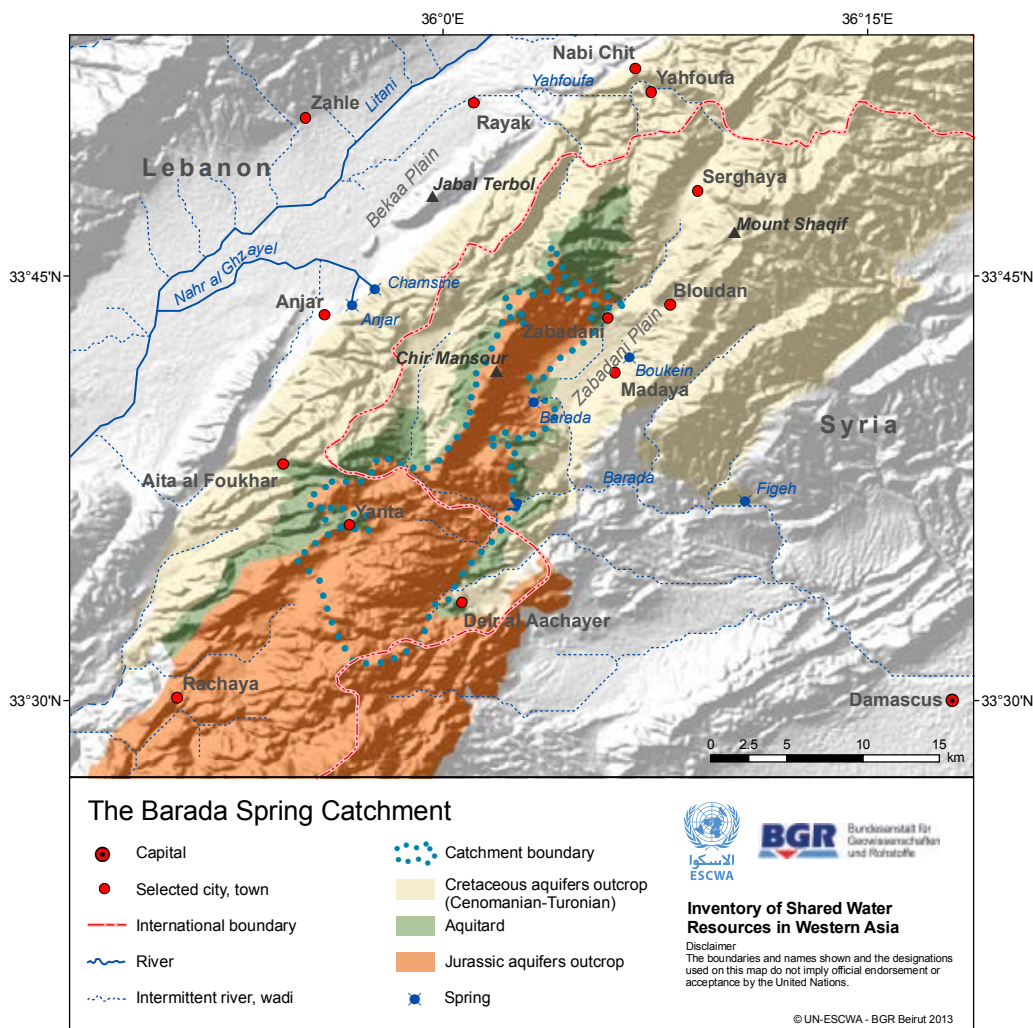 36°0'E
36°15'E
Nabi Chit
Yahfoufa
Yahfoufa
Zahle
Litani
Rayak
Lebanon
Bekaa Plain
Jabal Terbol
Serghaya
Mount Shaqif
33°45'N
33°45'N
Nahr al Ghzayel
Chamsine
Anjar
Anjar
Bloudan
Zabadani
Zabadani Plain
Chir Mansour
Boukein
Madaya
Barada
Syria
Aita al Foukhar
Barada
Figeh
Yanta
Deir al Aachayer
Rachaya
33°30'N
Damascus
33°30'N
0 2.5 5 10 15
km
The Barada Spring Catchment
Capital
Selected city, town
International boundary
River
Intermittent river, wadi
Catchment boundary
Cretaceous aquifers outcrop
(Cenomanian-Turonian)
Aquitard
Jurassic aquifers outcrop
Spring
الاسكوا
ESCWA
BGR
Bundesanstalt für
Geowissenschaften
und Rohstoffe
Inventory of Shared Water
Resources in Western Asia
Disclaimer
The boundaries and names shown and the designations
used on this map do not imply official endorsement or
acceptance by the United Nations.
© UN-ESCWA - BGR Beirut 2013